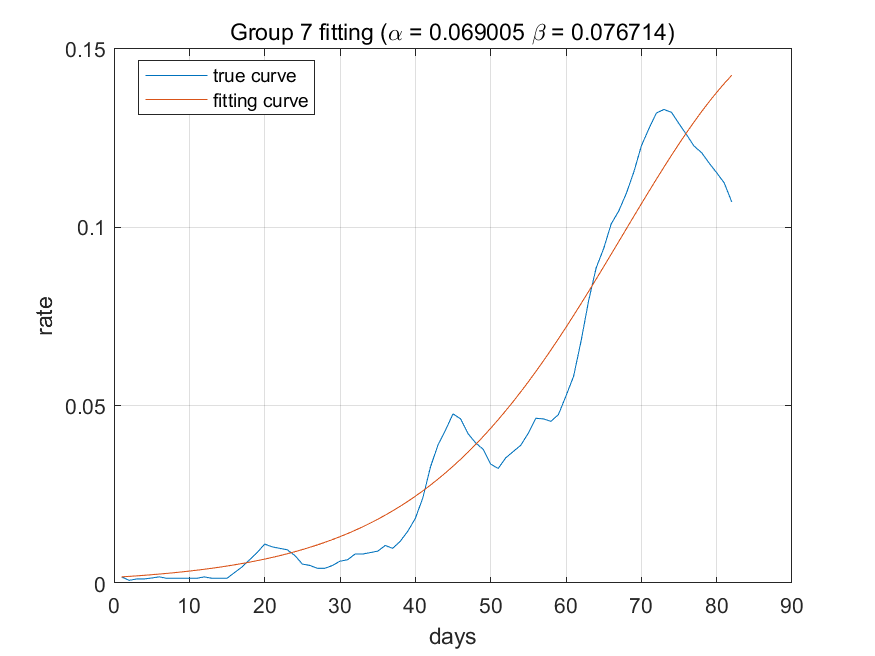 Group 7 fitting (α = 0.069005 β = 0.076714)
0.15
true curve
fitting curve
0.1
rate
0.05
0
0 10 20 30 40 50 60 70 80 90
days